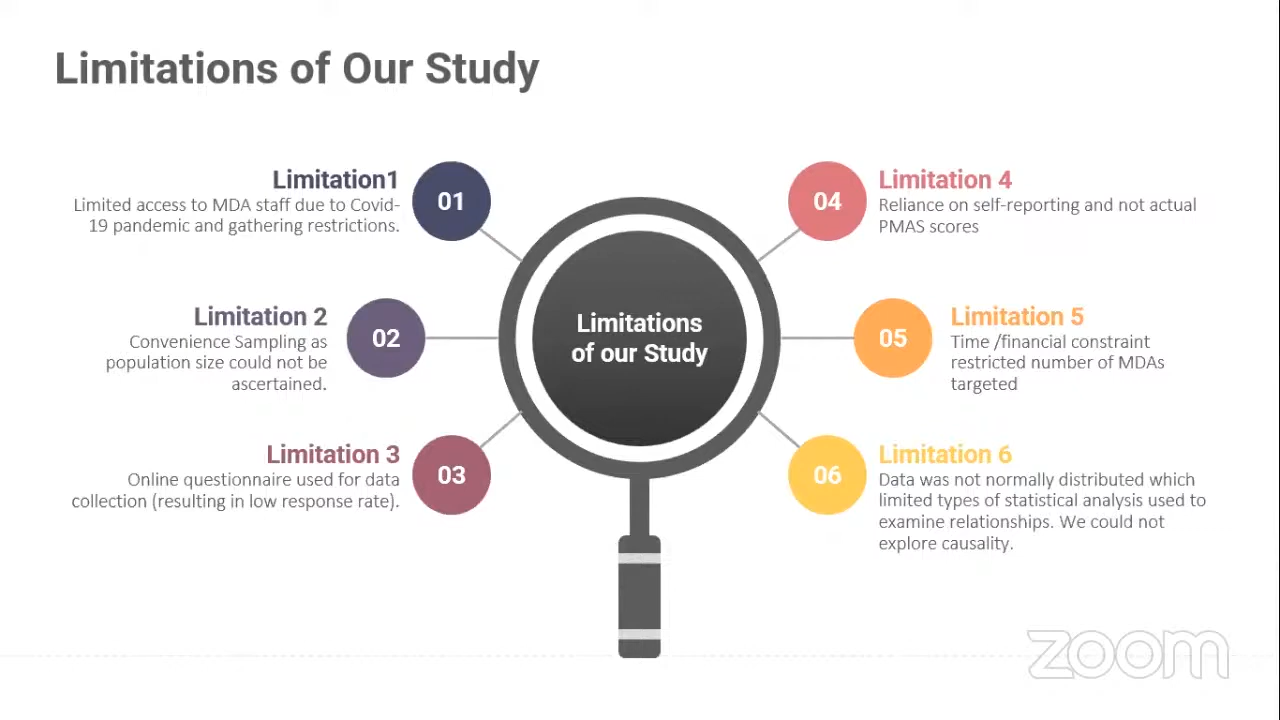 Limitations of Our Study
Limitation1
Limited access to MDA staff due to Covid-
19 pandemic and gathering restrictions.
01
Limitation 2
Convenience Sampling as
population size could not be
ascertained.
02
Limitation 3
Online questionnaire used for data
collection (resulting in low response rate).
03
Limitations
of our Study
04
Limitation 4
Reliance on self-reporting and not actual
PMAS scores
05
Limitation 5
Time /financial constraint
restricted number of MDAs
targeted
06
Limitation 6
Data was not normally distributed which
limited types of statistical analysis used to
examine relationships. We could not
explore causality.
zoom